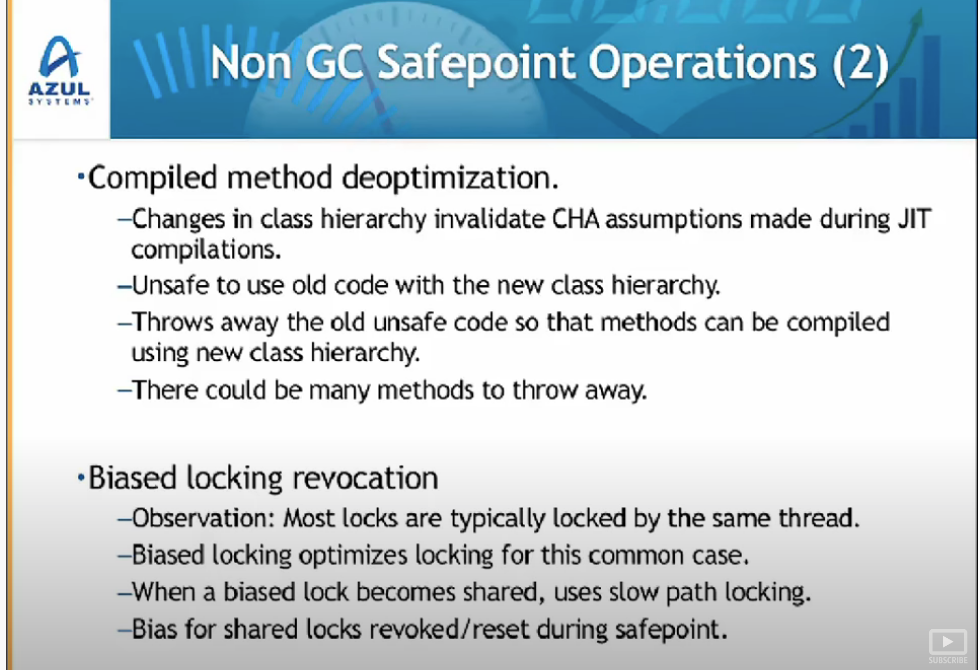 AZUL
SYSTEMS
Non GC Safepoint Operations (2)
·Compiled method deoptimization.
–Changes in class hierarchy invalidate CHA assumptions made during JIT
compilations.
–Unsafe to use old code with the new class hierarchy.
–Throws away the old unsafe code so that methods can be compiled
using new class hierarchy.
–There could be many methods to throw away.
·Biased locking revocation
–Observation: Most locks are typically locked by the same thread.
–Biased locking optimizes locking for this common case.
–When a biased lock becomes shared, uses slow path locking.
–Bias for shared locks revoked/reset during safepoint.
SUBSCRIBE